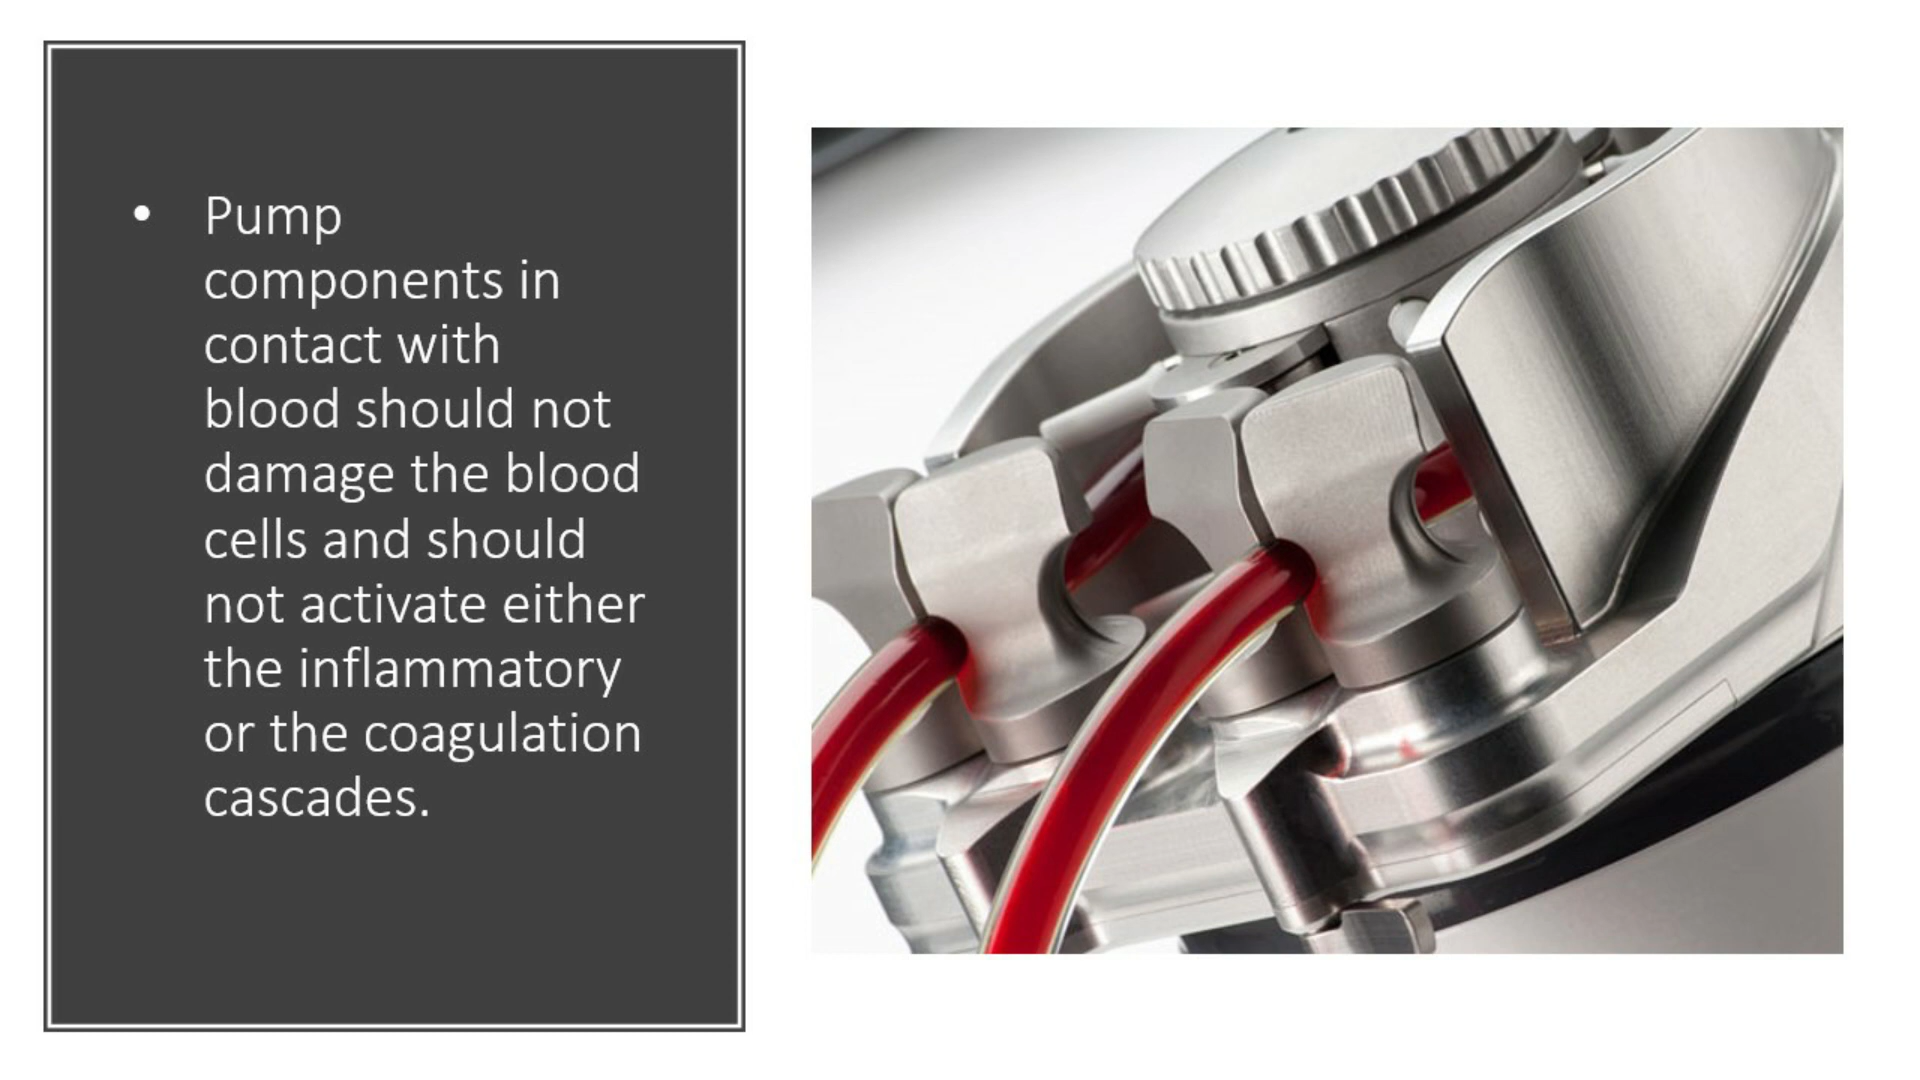 • Pump
components in
contact with
blood should not
damage the blood
cells and should
not activate either
the inflammatory
or the coagulation
cascades.